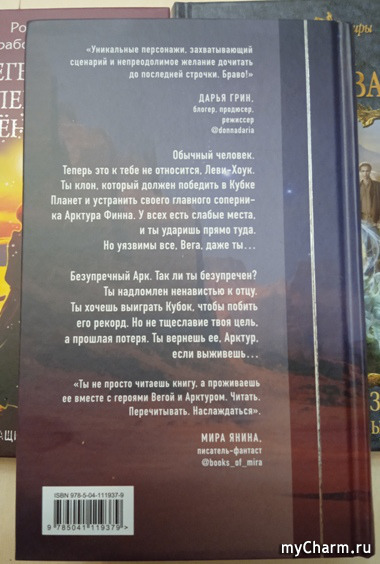 «Уникальные персонажи, захватывающий
сценарий и непреодолимое желание дочитать
до последней строчки. Браво!»
ДАРЬЯ ГРИН,
блогер, продюсер,
режиссер
@donnadaria
Обычный человек.
Теперь это к тебе не относится, Леви-Хоук.
Ты клон, который должен победить в Кубке
Планет и устранить своего главного соперни-
ка Арктура Финна. У всех есть слабые места,
и ты ударишь прямо туда.
Но уязвимы все, Вега, даже ты...
Безупречный Арк. Так ли ты безупречен?
Ты надломлен ненавистью к отцу.
Ты хочешь выиграть Кубок, чтобы побить
его рекорд. Но не тщеславие твоя цель,
а прошлая потеря. Ты вернешь ее, Арктур,
если выживешь...
«Ты не просто читаешь книгу, а проживаешь
ее вместе с героями Вегой и Арктуром. Читать.
Перечитывать. Наслаждаться».
МИРА ЯНИНА,
писатель-фантаст
@books_of_mira
ISBN 978-5-04-111937-9
9 785041 119379 >
myCharm.ru